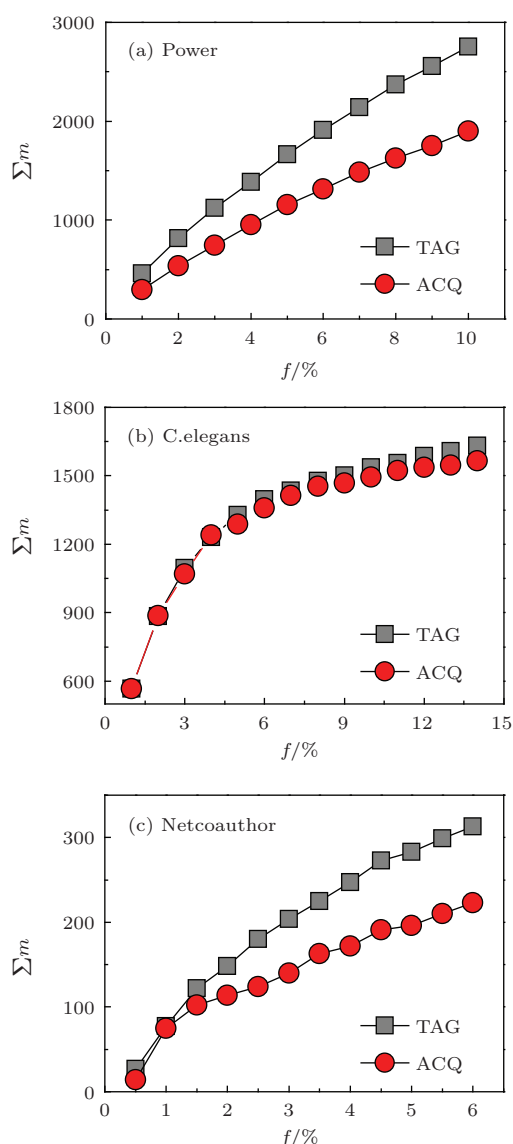 3000
(a) Power
2000
Σm
1000
TAG
ACQ
0
0 2 4 6 8 10
f/%
1800
(b) C.elegans
1500
1200
Σm
900
TAG
600
ACQ
0 3 6 9 12 15
f/%
(c) Netcoauthor
300
200
Σm
100
TAG
ACQ
0
0 1 2 3 4 5 6
f/%